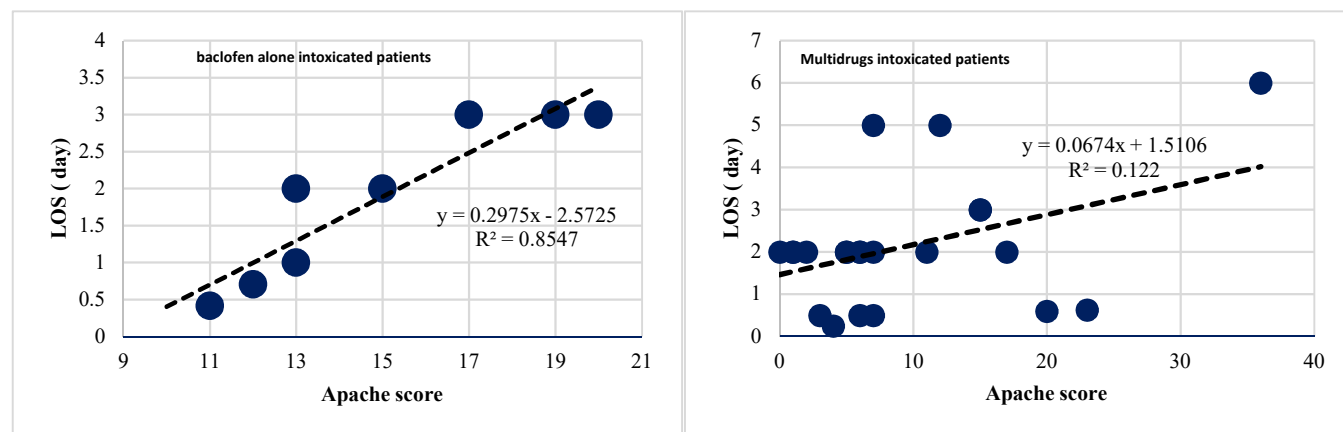 baclofen alone intoxicated patients
LOS ( day)
4
3.5
3
2.5
2
1.5
1
0.5
0
y = 0.2975x - 2.5725
R² = 0.8547
9 11 13 15 17 19 21
Apache score
Multidrugs intoxicated patients
LOS ( day)
7
6
5
4
3
2
1
0
y = 0.0674x + 1.5106
R² = 0.122
0 10 20 30 40
Apache score